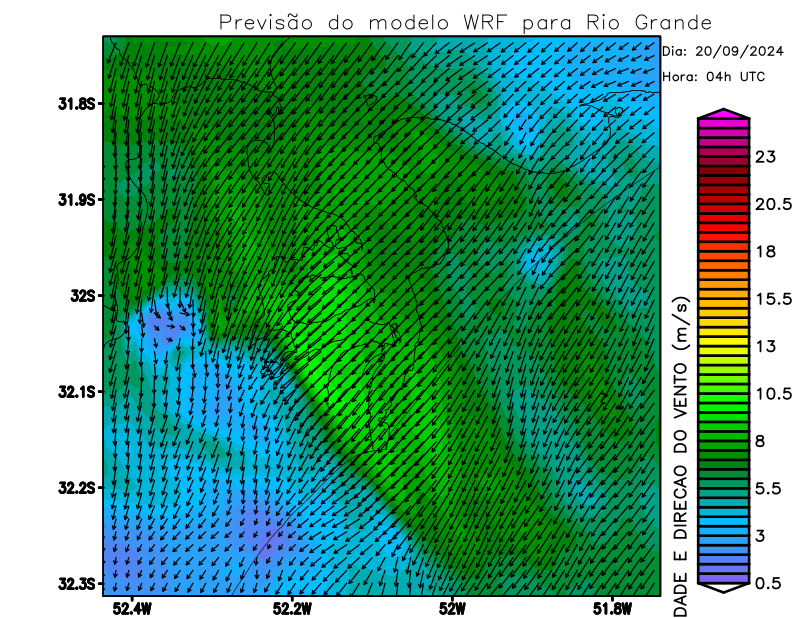 Previsão do modelo WRF para Rio Grande
Dia: 20/09/2024
Hora: 04h UTC
31.8S
31.9S
32S
32.1S
32.2S
32.3S
52.4W
52.2W
52W
51.8W
23
20.5
18
15.5
13
10.5
8
5.5
3
0.5
DADE E DIRECAO DO VENTO (m/s)